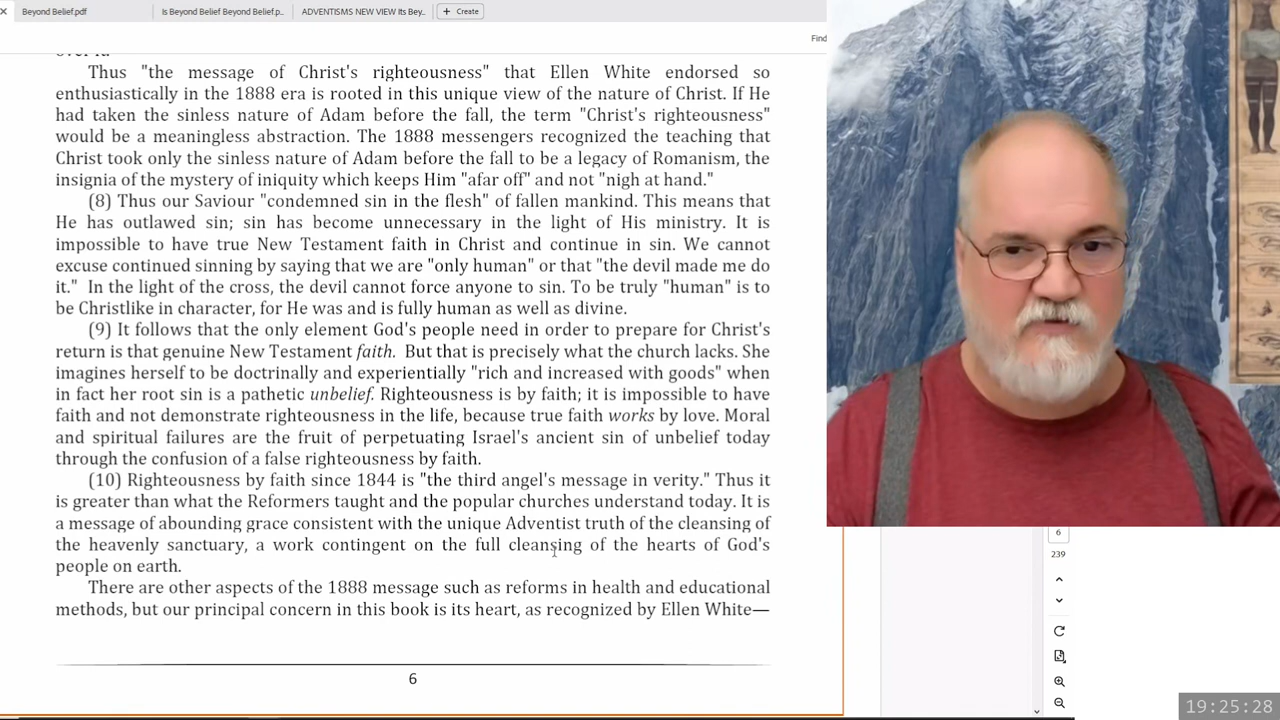 Beyond Belief.pdf
Is Beyond Belief Beyond Belief.p...
ADVENTISMS NEW VIEW Its Bey...
+ Create
Find
Thus "the message of Christ's righteousness" that Ellen White endorsed so
enthusiastically in the 1888 era is rooted in this unique view of the nature of Christ. If He
had taken the sinless nature of Adam before the fall, the term "Christ's righteousness"
would be a meaningless abstraction. The 1888 messengers recognized the teaching that
Christ took only the sinless nature of Adam before the fall to be a legacy of Romanism, the
insignia of the mystery of iniquity which keeps Him "afar off" and not "nigh at hand."
(8) Thus our Saviour "condemned sin in the flesh" of fallen mankind. This means that
He has outlawed sin; sin has become unnecessary in the light of His ministry. It is
impossible to have true New Testament faith in Christ and continue in sin. We cannot
excuse continued sinning by saying that we are "only human" or that "the devil made me do
it." In the light of the cross, the devil cannot force anyone to sin. To be truly "human" is to
be Christlike in character, for He was and is fully human as well as divine.
(9) It follows that the only element God's people need in order to prepare for Christ's
return is that genuine New Testament faith. But that is precisely what the church lacks. She
imagines herself to be doctrinally and experientially "rich and increased with goods" when
in fact her root sin is a pathetic unbelief. Righteousness is by faith; it is impossible to have
faith and not demonstrate righteousness in the life, because true faith works by love. Moral
and spiritual failures are the fruit of perpetuating Israel's ancient sin of unbelief today
through the confusion of a false righteousness by faith.
(10) Righteousness by faith since 1844 is "the third angel's message in verity." Thus it
is greater than what the Reformers taught and the popular churches understand today. It is
a message of abounding grace consistent with the unique Adventist truth of the cleansing of
the heavenly sanctuary, a work contingent on the full cleansing of the hearts of God's
people on earth.
There are other aspects of the 1888 message such as reforms in health and educational
methods, but our principal concern in this book is its heart, as recognized by Ellen White—
6
6
239
19:25:28